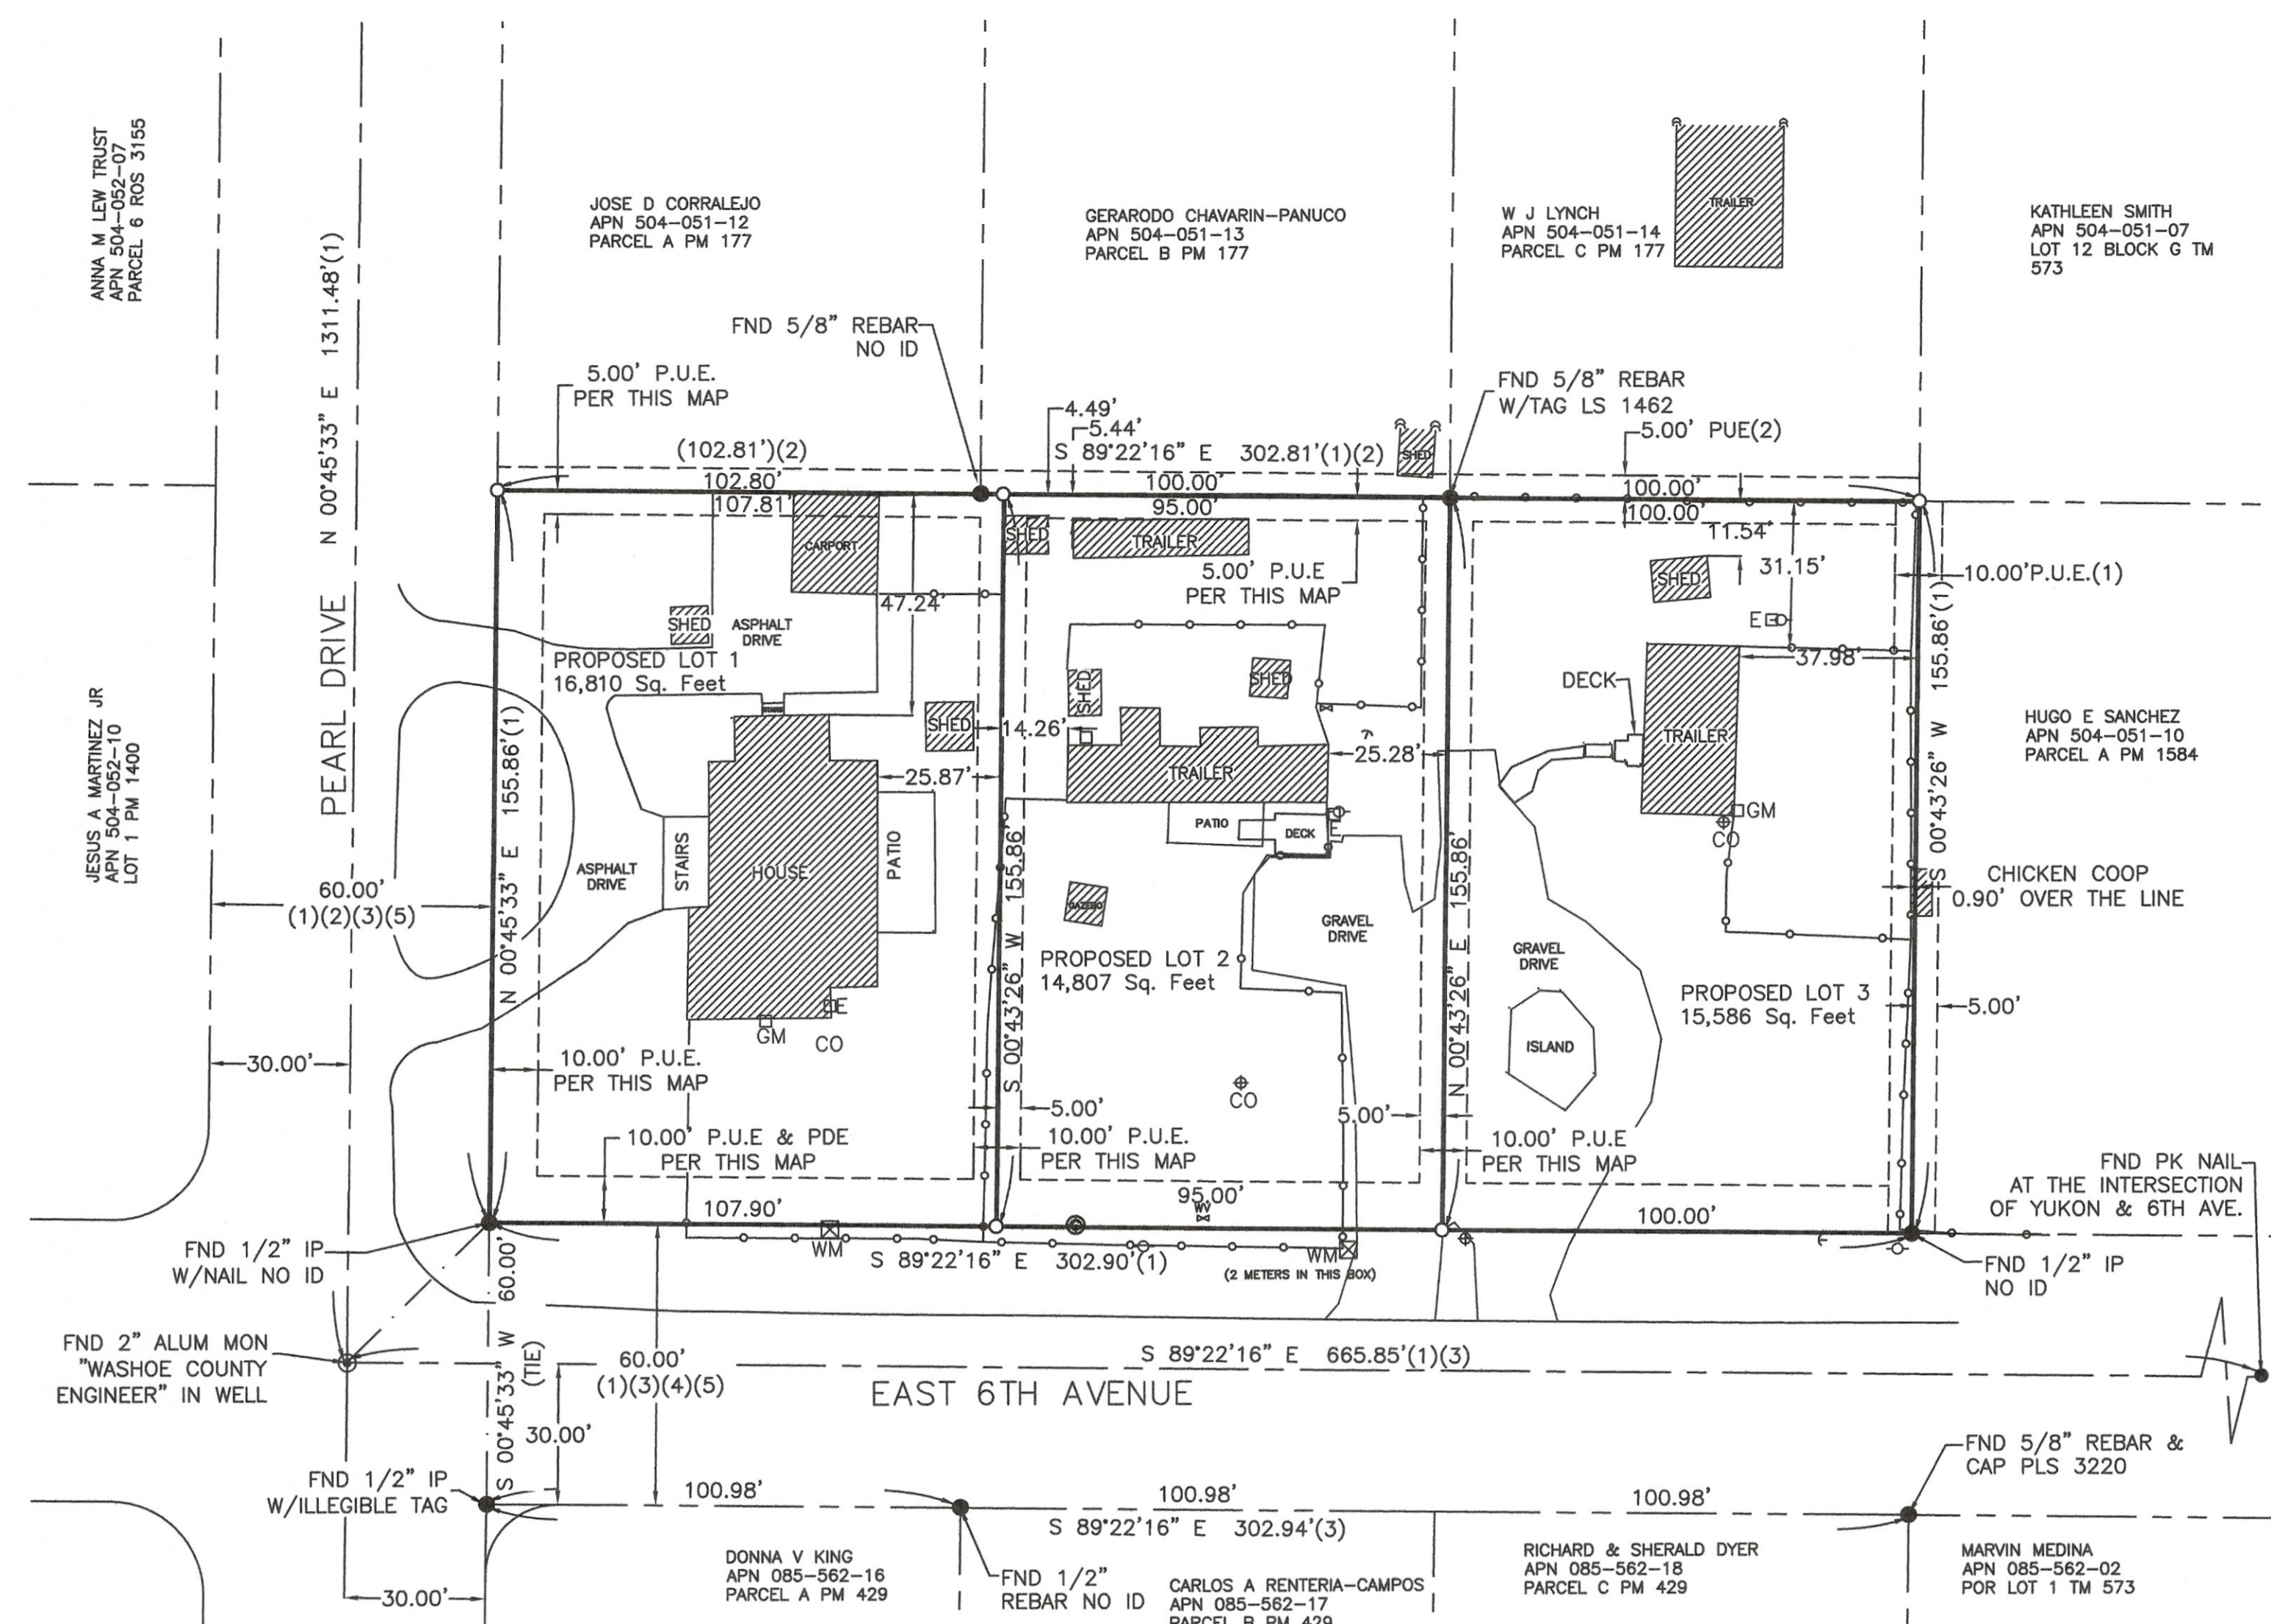 ANNA M LEW TRUST
APN 504-052-07
PARCEL 6 ROS 3155
JOSE D CORRALEJO
APN 504-051-12
PARCEL A PM 177
GERARODO CHAVARIN-PANUCO
APN 504-051-13
PARCEL B PM 177
W J LYNCH
APN 504-051-14
PARCEL C PM 177
TRAILER
KATHLEEN SMITH
APN 504-051-07
LOT 12 BLOCK G TM
573
N 00°45'33" E 1311.48'(1)
PEARL DRIVE
FND 5/8" REBAR
NO ID
5.00' P.U.E.
PER THIS MAP
FND 5/8" REBAR
W/TAG LS 1462
4.49'
5.44'
5.00' PUE(2)
(102.81')(2)
S 89°22'16" E 302.81'(1)(2)
SHED
102.80'
107.81'
100.00'
95.00'
100.00'
100.00'
11.54'
CARPORT
SHED
TRAILER
5.00' P.U.E
PER THIS MAP
SHED
31.15'
10.00'P.U.E.(1)
47.24'
SHED
ASPHALT
DRIVE
E
PROPOSED LOT 1
16,810 Sq. Feet
37.98'
DECK
SHED
SHED
SHED
14.26'
25.28'
TRAILER
TRAILER
25.87'
GM
CO
JESUS A MARTINEZ JR
APN 504-052-10
LOT 1 PM 1400
HUGO E SANCHEZ
APN 504-051-10
PARCEL A PM 1584
N 00°45'33" E 155.86'(1)
S 00°43'26" W 155.86'
N 00°43'26" E 155.86'
S 00°43'26" W 155.86'(1)
PATIO
DECK
E
STAIRS
HOUSE
PATIO
ASPHALT
DRIVE
60.00'
(1)(2)(3)(5)
GAZEBO
GRAVEL
DRIVE
GRAVEL
DRIVE
CHICKEN COOP
0.90' OVER THE LINE
PROPOSED LOT 2
14,807 Sq. Feet
PROPOSED LOT 3
15,586 Sq. Feet
5.00'
E
GM
CO
ISLAND
30.00'
10.00' P.U.E.
PER THIS MAP
CO
5.00'
5.00'
10.00' P.U.E & PDE
PER THIS MAP
10.00' P.U.E.
PER THIS MAP
10.00' P.U.E
PER THIS MAP
FND PK NAIL
AT THE INTERSECTION
OF YUKON & 6TH AVE.
107.90'
95.00'
WV
100.00'
WM
WM
S 89°22'16" E 302.90'(1)
(2 METERS IN THIS BOX)
FND 1/2" IP
W/NAIL NO ID
FND 1/2" IP
NO ID
FND 2" ALUM MON
"WASHOE COUNTY
ENGINEER" IN WELL
S 00°45'33" W 60.00'
(TIE)
60.00'
(1)(3)(4)(5)
S 89°22'16" E 665.85'(1)(3)
EAST 6TH AVENUE
30.00'
FND 5/8" REBAR &
CAP PLS 3220
FND 1/2" IP
W/ILLEGIBLE TAG
100.98'
100.98'
100.98'
S 89°22'16" E 302.94'(3)
30.00'
DONNA V KING
APN 085-562-16
PARCEL A PM 429
FND 1/2"
REBAR NO ID
CARLOS A RENTERIA-CAMPOS
APN 085-562-17
PARCEL B PM 429
RICHARD & SHERALD DYER
APN 085-562-18
PARCEL C PM 429
MARVIN MEDINA
APN 085-562-02
POR LOT 1 TM 573